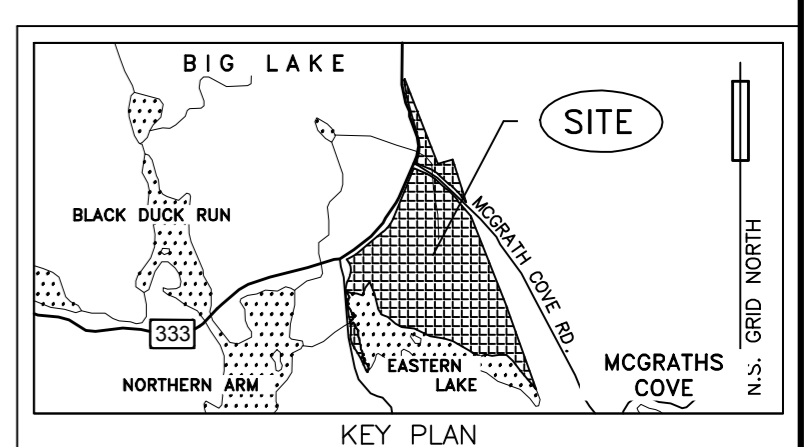 BIG LAKE
SITE
BLACK DUCK RUN
MCGRATH COVE RD.
N.S. GRID NORTH
333
NORTHERN ARM
EASTERN
LAKE
MCGRATHS
COVE
KEY PLAN